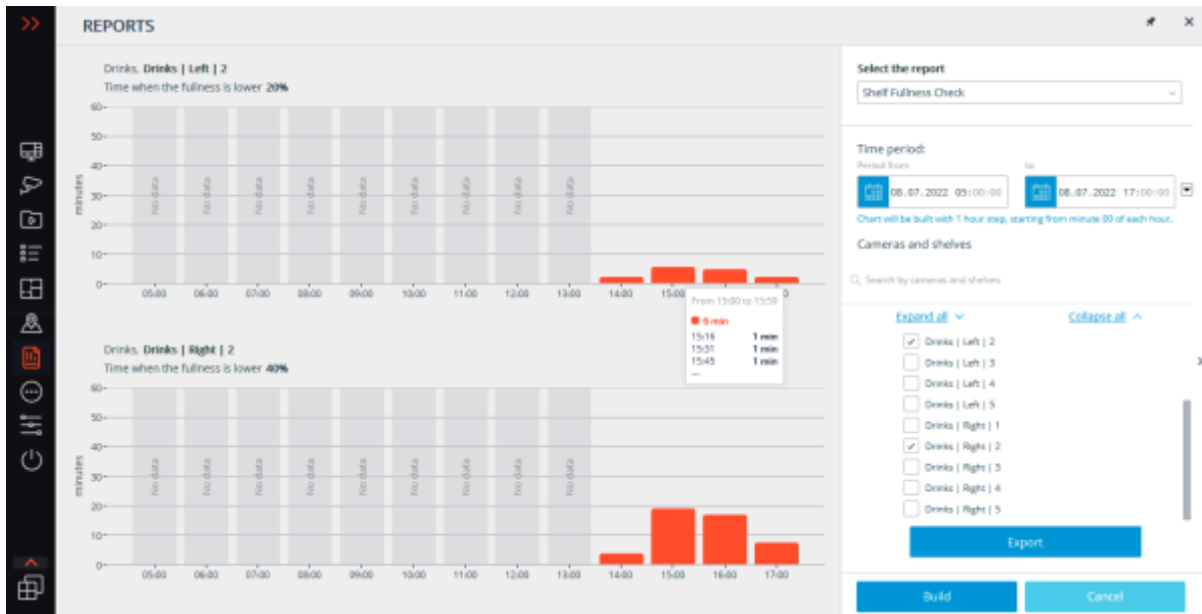 REPORTS
Drinks, Drinks | Left | 2
Time when the fullness is lower 20%
60
50
40
30
20
10
0
minutes
No data
No data
No data
No data
No data
No data
No data
No data
No data
05:00 06:00 07:00 08:00 09:00 10:00 11:00 12:00 13:00 14:00 15:00
From 15:00 to 15:59
6 min
15:16 1 min
15:31 1 min
15:45 1 min
...
Drinks, Drinks | Right | 2
Time when the fullness is lower 40%
60
50
40
30
20
10
0
minutes
No data
No data
No data
No data
No data
No data
No data
No data
No data
05:00 06:00 07:00 08:00 09:00 10:00 11:00 12:00 13:00 14:00 15:00 16:00 17:00
Select the report
Shelf Fullness Check
Time period:
Period from to
08.07.2022 05:00:00 08.07.2022 17:00:00
Chart will be built with 1 hour step, starting from minute 00 of each hour.
Cameras and shelves
Search by cameras and shelves
Expand all Collapse all
Drinks | Left | 2
Drinks | Left | 3
Drinks | Left | 4
Drinks | Left | 5
Drinks | Right | 1
Drinks | Right | 2
Drinks | Right | 3
Drinks | Right | 4
Drinks | Right | 5
Export
Build Cancel